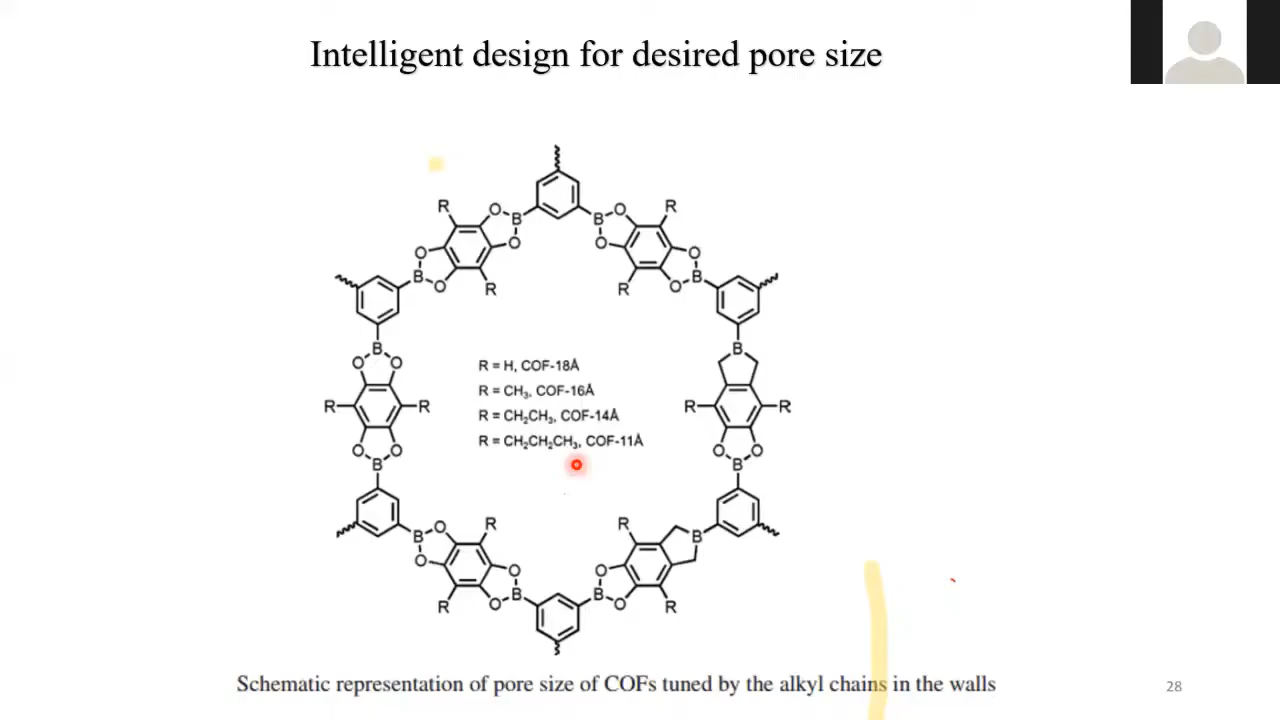 Intelligent design for desired pore size
R R
O B B O
O O O O
B O O B
O R R O
B B
O O
R = H, COF-18Å
R = CH₃, COF-16Å
R R R R
R = CH₂CH₃, COF-14Å
R = CH₂CH₂CH₃, COF-11Å
O O O O
B B
O R R
B B
O O O
O B B O
R R
Schematic representation of pore size of COFs tuned by the alkyl chains in the walls
28